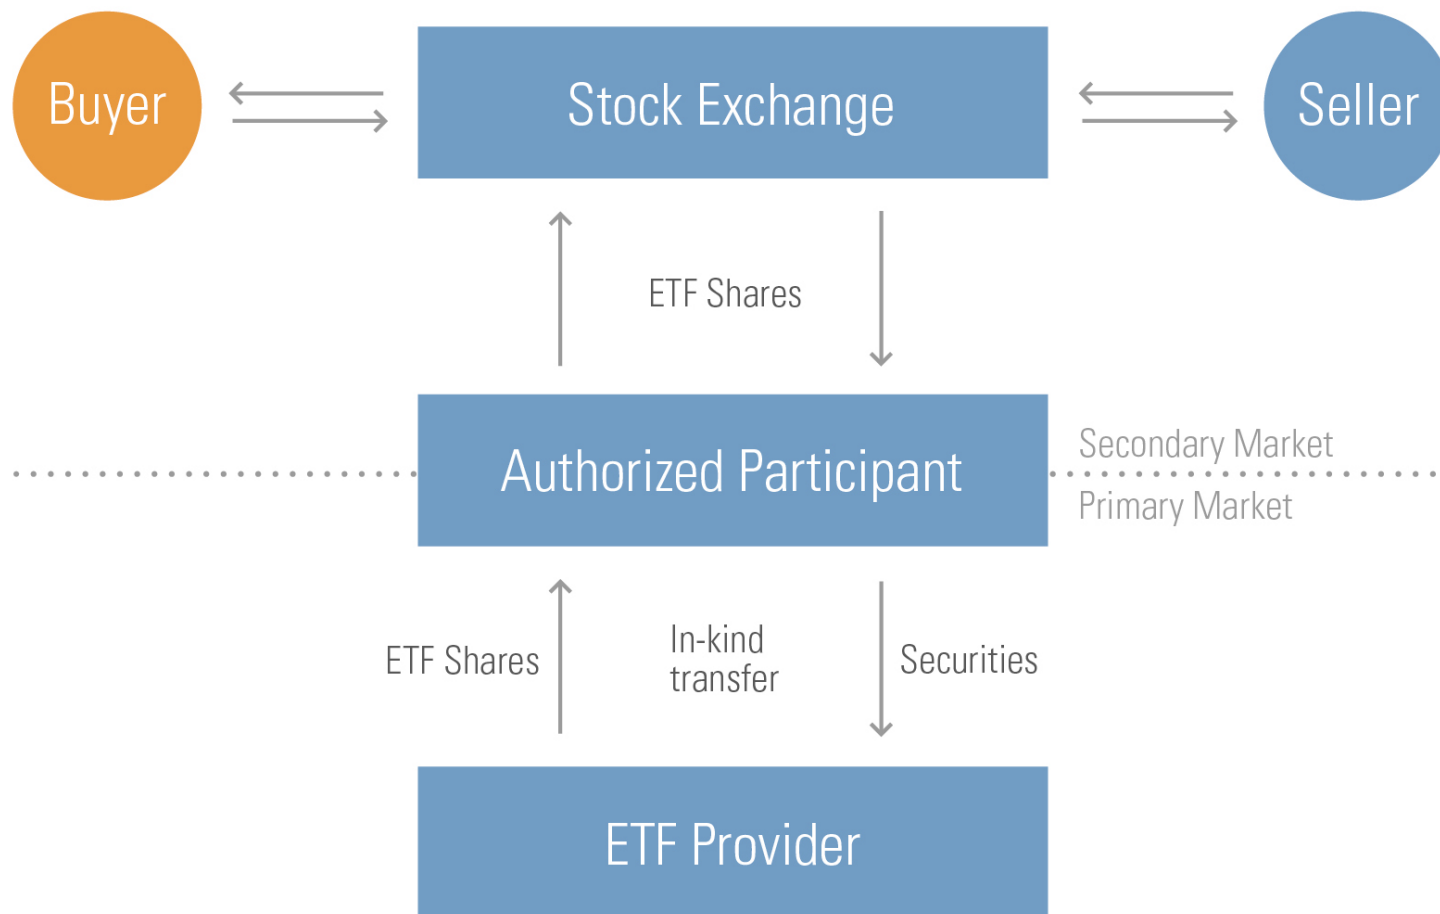 Buyer
Stock Exchange
Seller
ETF Shares
Authorized Participant
Secondary Market
Primary Market
ETF Shares
In-kind
transfer
Securities
ETF Provider